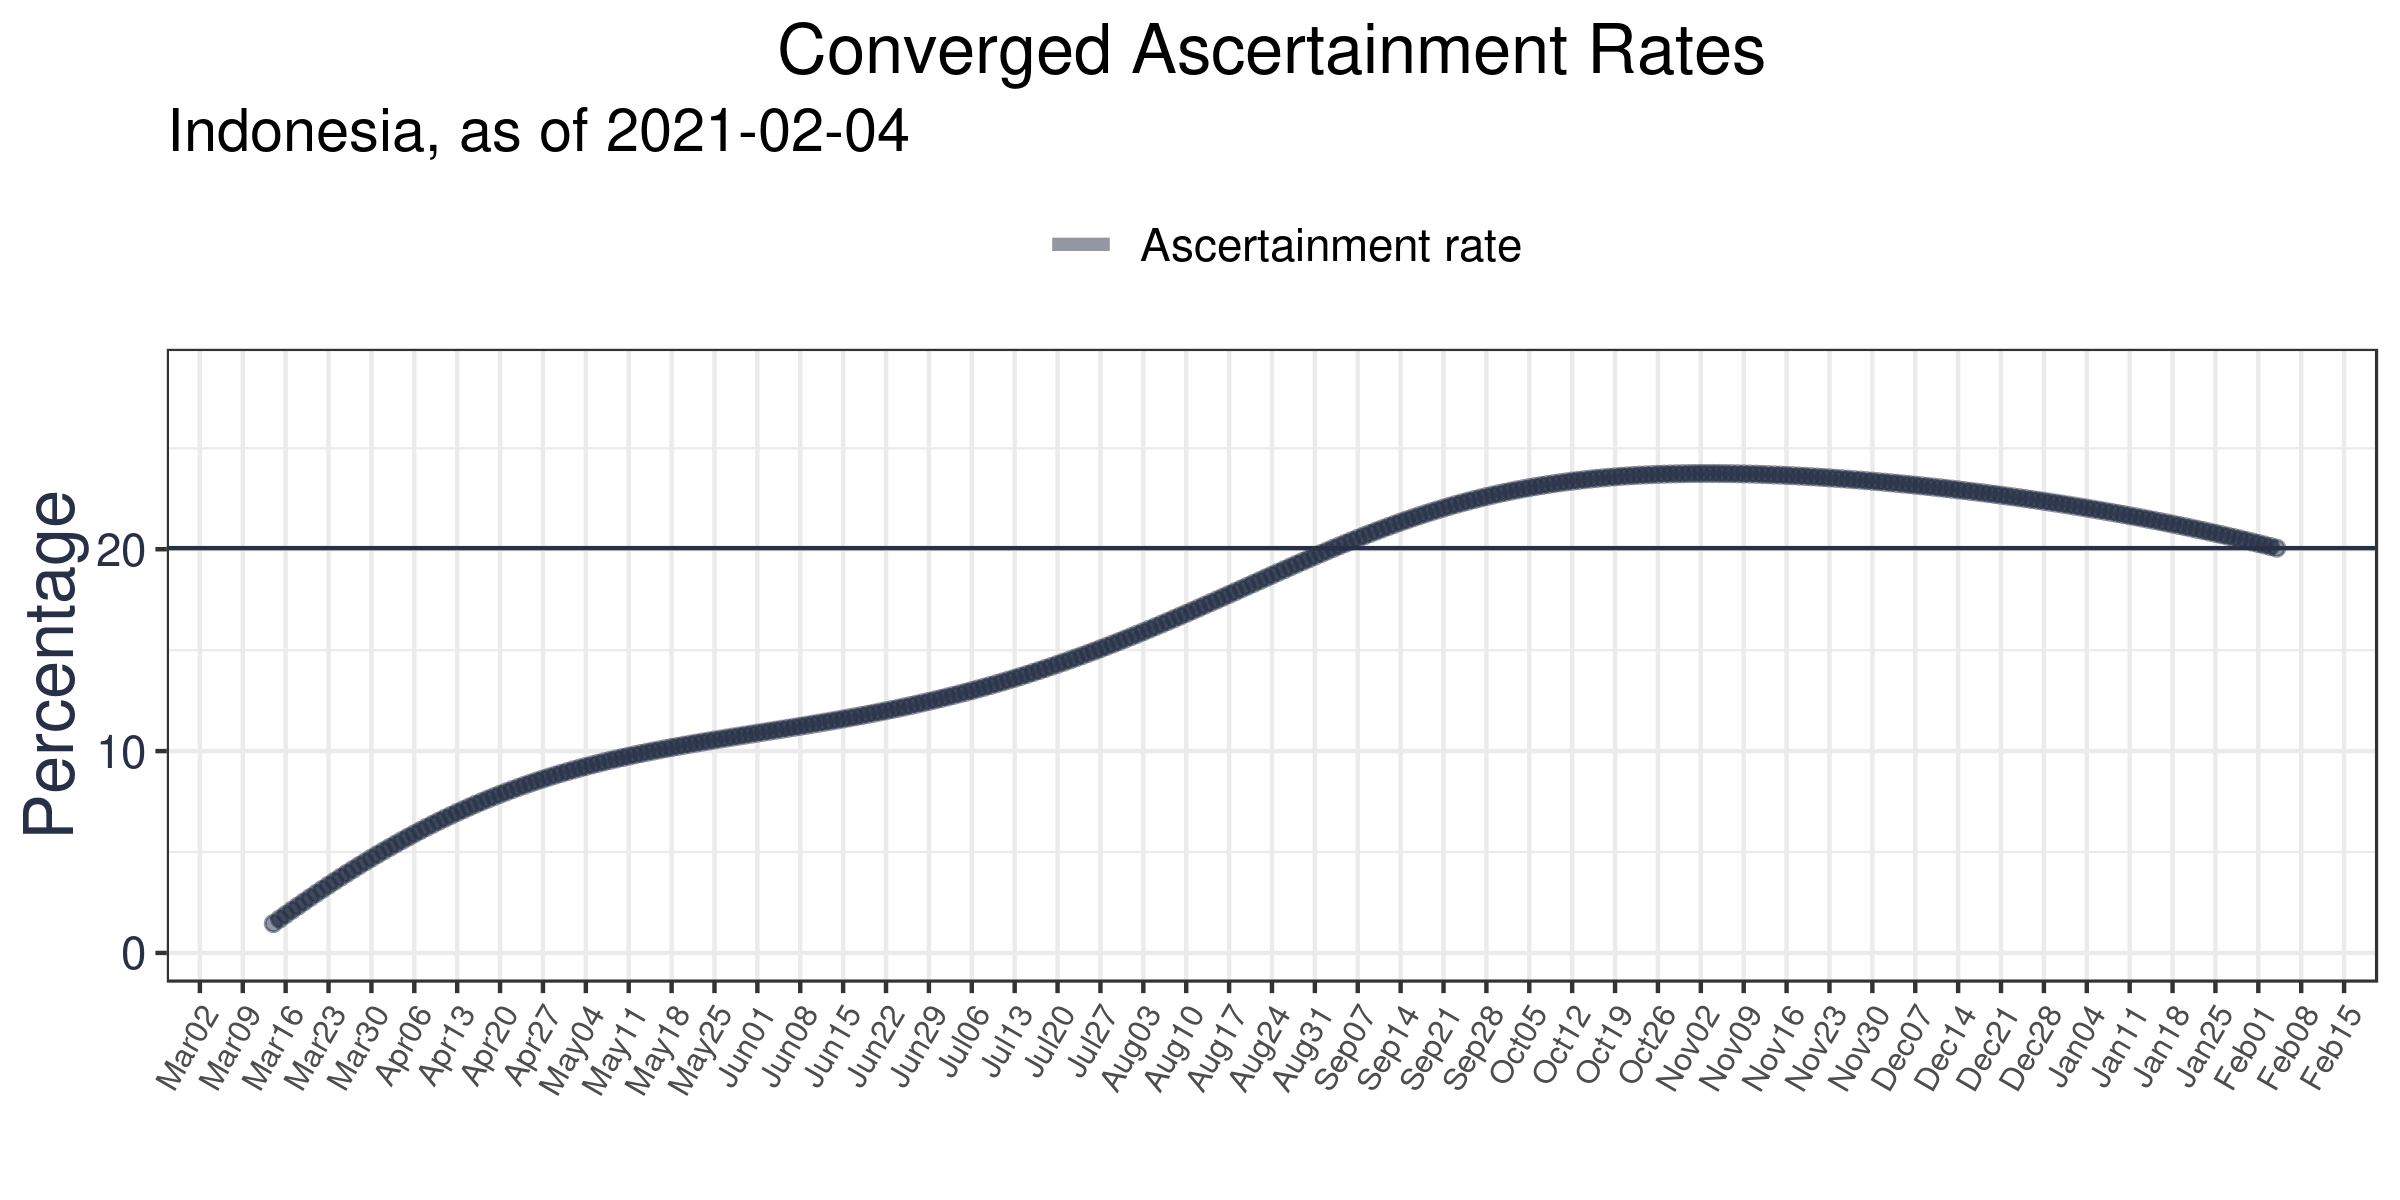 Converged Ascertainment Rates
Indonesia, as of 2021-02-04
Ascertainment rate
Percentage
20
10
0
Mar02
Mar09
Mar16
Mar23
Mar30
Apr06
Apr13
Apr20
Apr27
May04
May11
May18
May25
Jun01
Jun08
Jun15
Jun22
Jun29
Jul06
Jul13
Jul20
Jul27
Aug03
Aug10
Aug17
Aug24
Aug31
Sep07
Sep14
Sep21
Sep28
Oct05
Oct12
Oct19
Oct26
Nov02
Nov09
Nov16
Nov23
Nov30
Dec07
Dec14
Dec21
Dec28
Jan04
Jan11
Jan18
Jan25
Feb01
Feb08
Feb15